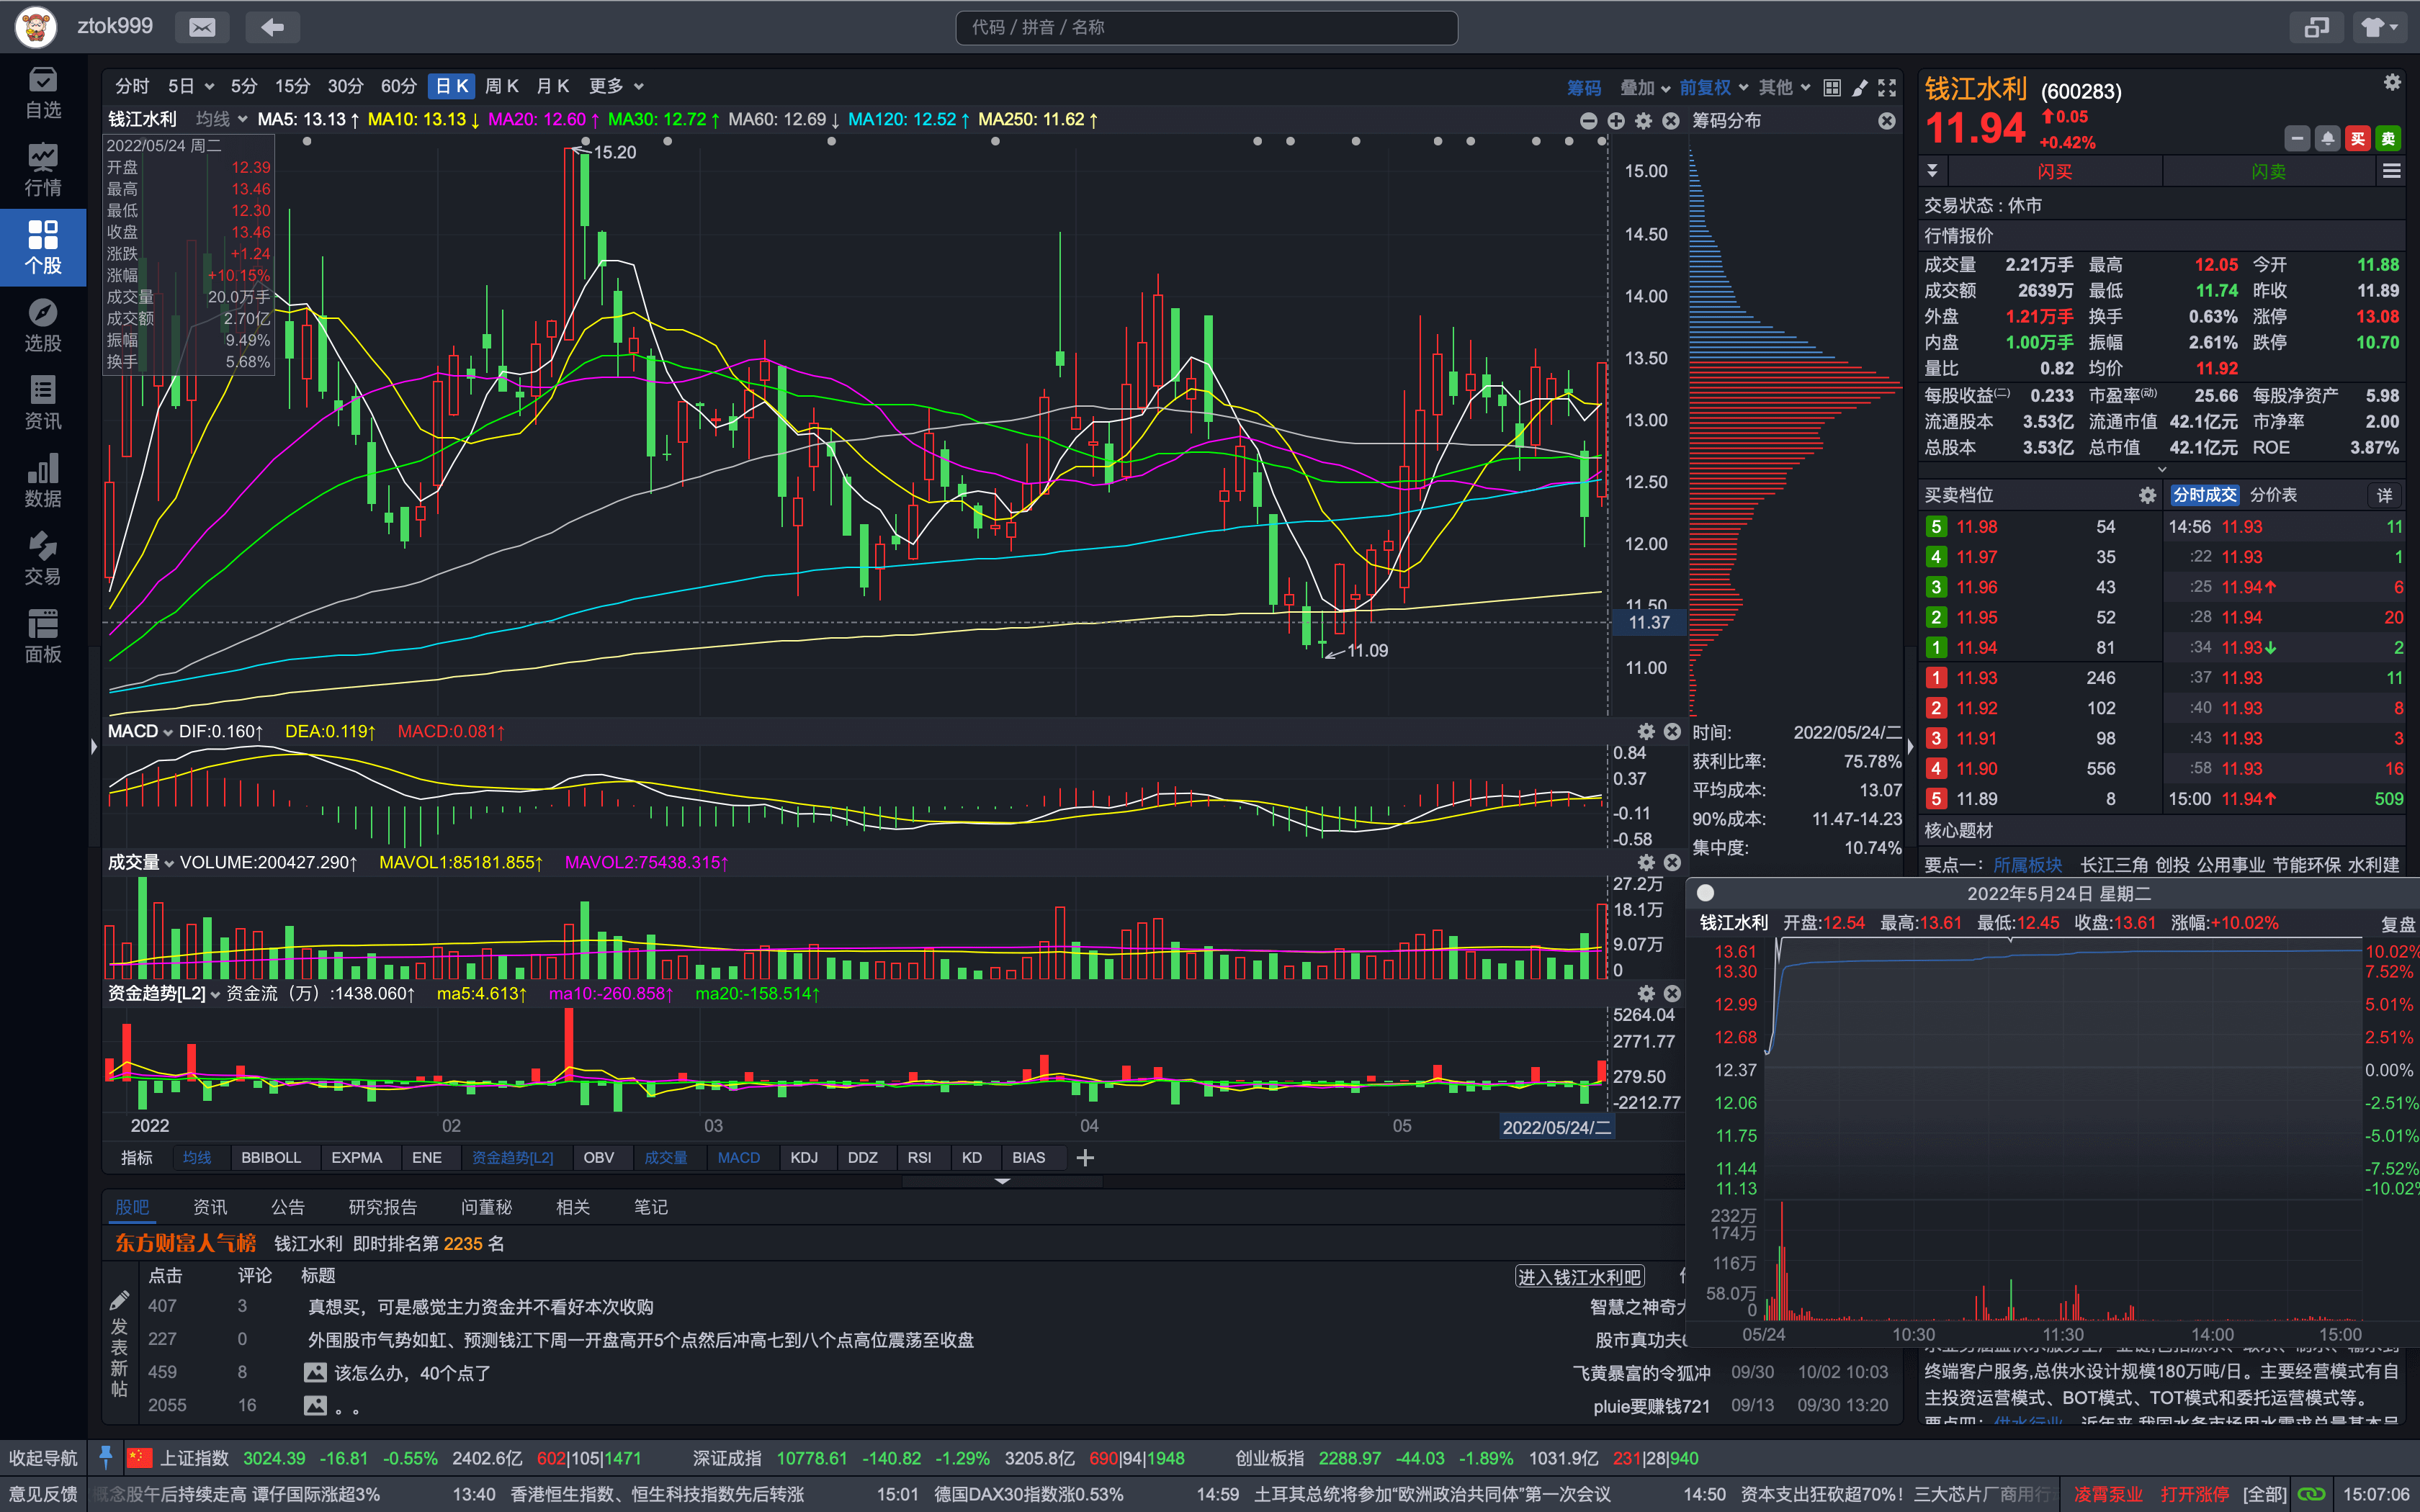 ztok999
代码 / 拼音 / 名称
自选
行情
个股
选股
资讯
数据
交易
面板
分时 5日 5分 15分 30分 60分 日K 周K 月K 更多
筹码 叠加 前复权 其他
钱江水利 均线 MA5: 13.13↑ MA10: 13.13↓ MA20: 12.60↑ MA30: 12.72↑ MA60: 12.69↓ MA120: 12.52↑ MA250: 11.62↑
筹码分布
2022/05/24 周二
开盘 12.39
最高 13.46
最低 12.30
收盘 13.46
涨跌 +1.24
涨幅 +10.15%
成交量 20.0万手
成交额 2.70亿
振幅 9.49%
换手 5.68%
15.20
11.09
15.00
14.50
14.00
13.50
13.00
12.50
12.00
11.50
11.37
11.00
MACD DIF:0.160↑ DEA:0.119↑ MACD:0.081↑
0.84
0.37
-0.11
-0.58
成交量 VOLUME:200427.290↑ MAVOL1:85181.855↑ MAVOL2:75438.315↑
27.2万
18.1万
9.07万
0
资金趋势[L2] 资金流（万）:1438.060↑ ma5:4.613↑ ma10:-260.858↑ ma20:-158.514↑
5264.04
2771.77
279.50
-2212.77
2022 02 03 04 05 2022/05/24/二
时间: 2022/05/24/二
获利比率: 75.78%
平均成本: 13.07
90%成本: 11.47-14.23
集中度: 10.74%
指标 均线 BBIBOLL EXPMA ENE 资金趋势[L2] OBV 成交量 MACD KDJ DDZ RSI KD BIAS
股吧 资讯 公告 研究报告 问董秘 相关 笔记
东方财富人气榜 钱江水利 即时排名第 2235 名
点击 评论 标题 进入钱江水利吧
发表新帖
407 3 真想买，可是感觉主力资金并不看好本次收购 智慧之神奇
227 0 外围股市气势如虹、预测钱江下周一开盘高开5个点然后冲高七到八个点高位震荡至收盘 股市真功夫
459 8 该怎么办，40个点了 飞黄暴富的令狐冲 09/30 10/02 10:03
2055 16 。。 pluie要赚钱721 09/13 09/30 13:20
钱江水利 (600283)
11.94 0.05
+0.42%
买 卖
闪买 闪卖
交易状态 : 休市
行情报价
成交量 2.21万手 最高 12.05 今开 11.88
成交额 2639万 最低 11.74 昨收 11.89
外盘 1.21万手 换手 0.63% 涨停 13.08
内盘 1.00万手 振幅 2.61% 跌停 10.70
量比 0.82 均价 11.92
每股收益(二) 0.233 市盈率(动) 25.66 每股净资产 5.98
流通股本 3.53亿 流通市值 42.1亿元 市净率 2.00
总股本 3.53亿 总市值 42.1亿元 ROE 3.87%
买卖档位 分时成交 分价表 详
5 11.98 54 14:56 11.93 11
4 11.97 35 :22 11.93 1
3 11.96 43 :25 11.94↑ 6
2 11.95 52 :28 11.94 20
1 11.94 81 :34 11.93↓ 2
1 11.93 246 :37 11.93 11
2 11.92 102 :40 11.93 8
3 11.91 98 :43 11.93 3
4 11.90 556 :58 11.93 16
5 11.89 8 15:00 11.94↑ 509
核心题材
要点一: 所属板块 长江三角 创投 公用事业 节能环保 水利建
2022年5月24日 星期二
钱江水利 开盘:12.54 最高:13.61 最低:12.45 收盘:13.61 涨幅:+10.02% 复盘
13.61 10.02%
13.30 7.52%
12.99 5.01%
12.68 2.51%
12.37 0.00%
12.06 -2.51%
11.75 -5.01%
11.44 -7.52%
11.13 -10.02%
232万
174万
116万
58.0万
0
05/24 10:30 11:30 14:00 15:00
终端客户服务,总供水设计规模180万吨/日。主要经营模式有自
主投资运营模式、BOT模式、TOT模式和委托运营模式等。
要点四: 供水行业 近年来,我国水务市场用水需求总量基本呈
收起导航 上证指数 3024.39 -16.81 -0.55% 2402.6亿 602|105|1471 深证成指 10778.61 -140.82 -1.29% 3205.8亿 690|94|1948 创业板指 2288.97 -44.03 -1.89% 1031.9亿 231|28|940
意见反馈 概念股午后持续走高 谭仔国际涨超3% 13:40 香港恒生指数、恒生科技指数先后转涨 15:01 德国DAX30指数涨0.53% 14:59 土耳其总统将参加“欧洲政治共同体”第一次会议 14:50 资本支出狂砍超70%！三大芯片厂商用行 凌霄泵业 打开涨停 [全部] 15:07:06